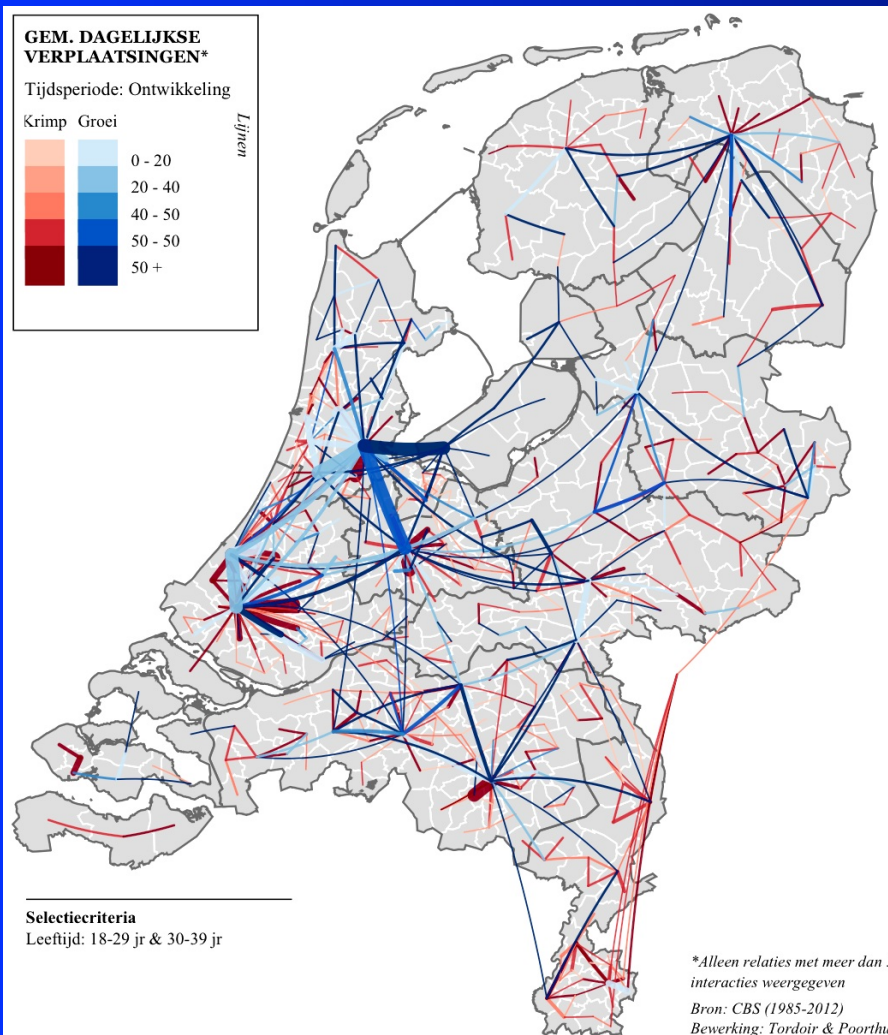 GEM. DAGELIJKSE
VERPLAATSINGEN*
Tijdsperiode: Ontwikkeling
Krimp Groei
Lijnen
0 - 20
20 - 40
40 - 50
50 - 50
50 +
Selectiecriteria
Leeftijd: 18-29 jr & 30-39 jr
*Alleen relaties met meer dan
interacties weergegeven
Bron: CBS (1985-2012)
Bewerking: Tordoir &